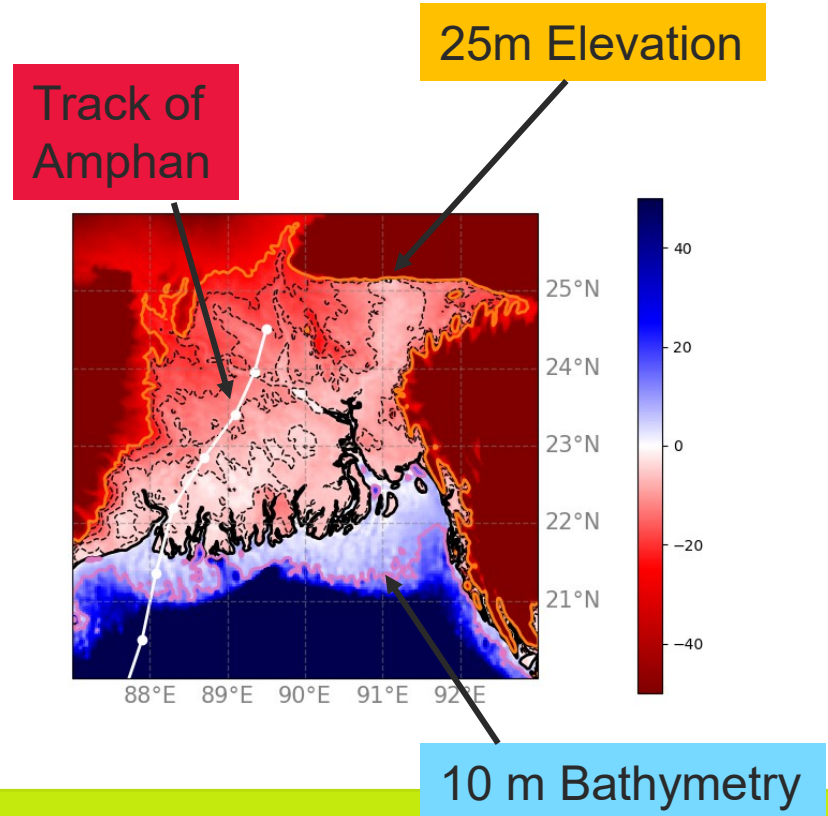 25m Elevation
Track of
Amphan
40
20
0
−20
−40
25°N
24°N
23°N
22°N
21°N
88°E 89°E 90°E 91°E 92°E
10 m Bathymetry